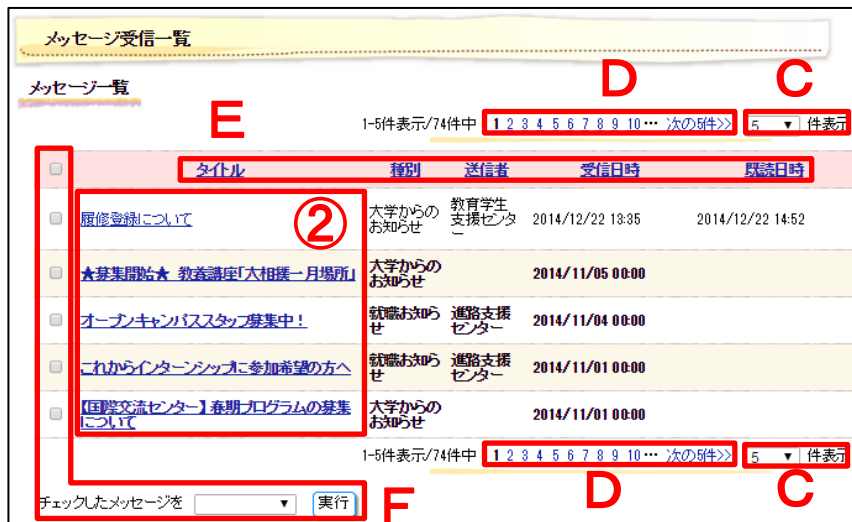 メッセージ受信一覧
メッセージ一覧
D
C
E
1-5件表示/74件中 1 2 3 4 5 6 7 8 9 10 … 次の5件>> 5 件表示
タイトル 種別 送信者 受信日時 既読日時
履修登録について 大学からのお知らせ 教育学生支援センター 2014/12/22 13:35 2014/12/22 14:52
②
★募集開始★ 教養講座「大相撲一月場所」 大学からのお知らせ 2014/11/05 00:00
オープンキャンパススタッフ募集中! 就職お知らせ 進路支援センター 2014/11/04 00:00
これからインターンシップに参加希望の方へ 就職お知らせ 進路支援センター 2014/11/01 00:00
【国際交流センター】春期プログラムの募集について 大学からのお知らせ 2014/11/01 00:00
1-5件表示/74件中 1 2 3 4 5 6 7 8 9 10 … 次の5件>> 5 件表示
D
C
チェックしたメッセージを 実行
F